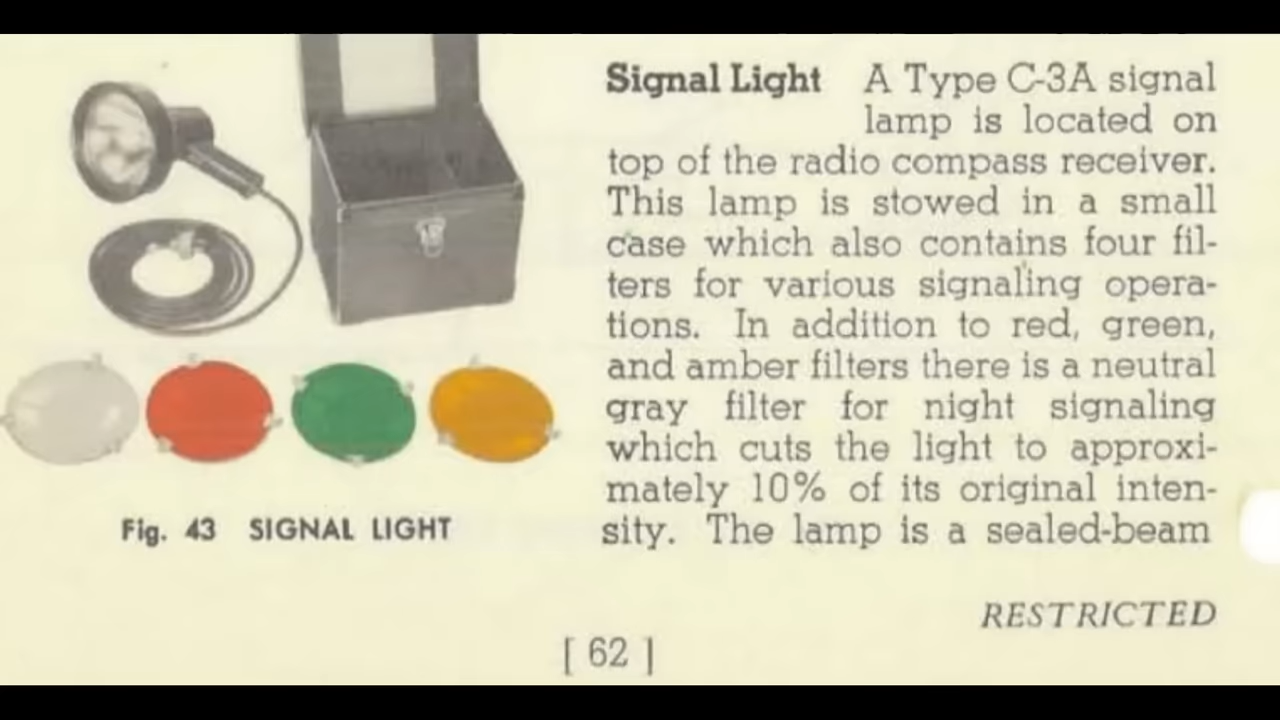 Signal Light A Type C-3A signal
lamp is located on
top of the radio compass receiver.
This lamp is stowed in a small
case which also contains four fil-
ters for various signaling opera-
tions. In addition to red, green,
and amber filters there is a neutral
gray filter for night signaling
which cuts the light to approxi-
mately 10% of its original inten-
sity. The lamp is a sealed-beam
Fig. 43 SIGNAL LIGHT
RESTRICTED
[ 62 ]